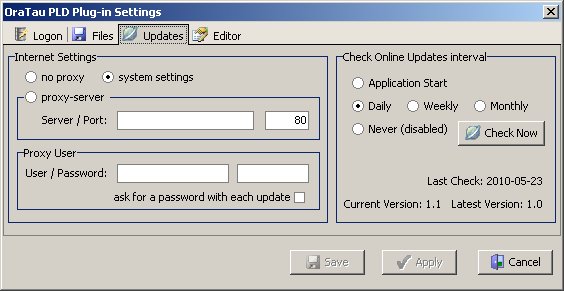 OraTau PLD Plug-in Settings
Logon Files Updates Editor
Internet Settings
no proxy system settings
proxy-server
Server / Port: 80
Proxy User
User / Password:
ask for a password with each update
Check Online Updates interval
Application Start
Daily Weekly Monthly
Never (disabled) Check Now
Last Check: 2010-05-23
Current Version: 1.1 Latest Version: 1.0
Save Apply Cancel